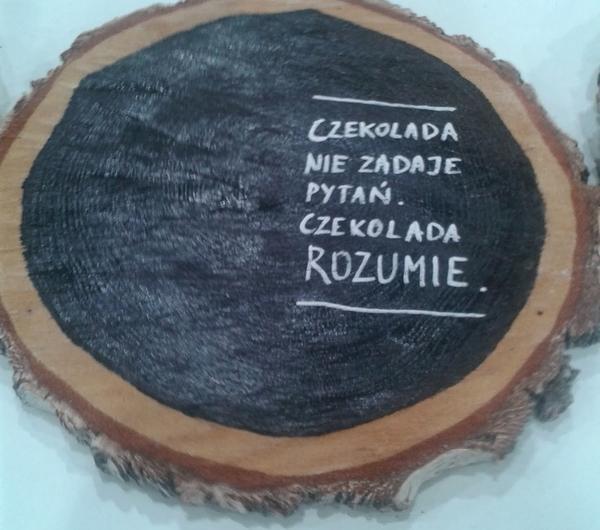 CZEKOLADA
NIE ZADAJE
PYTAŃ.
CZEKOLADA
ROZUMIE.